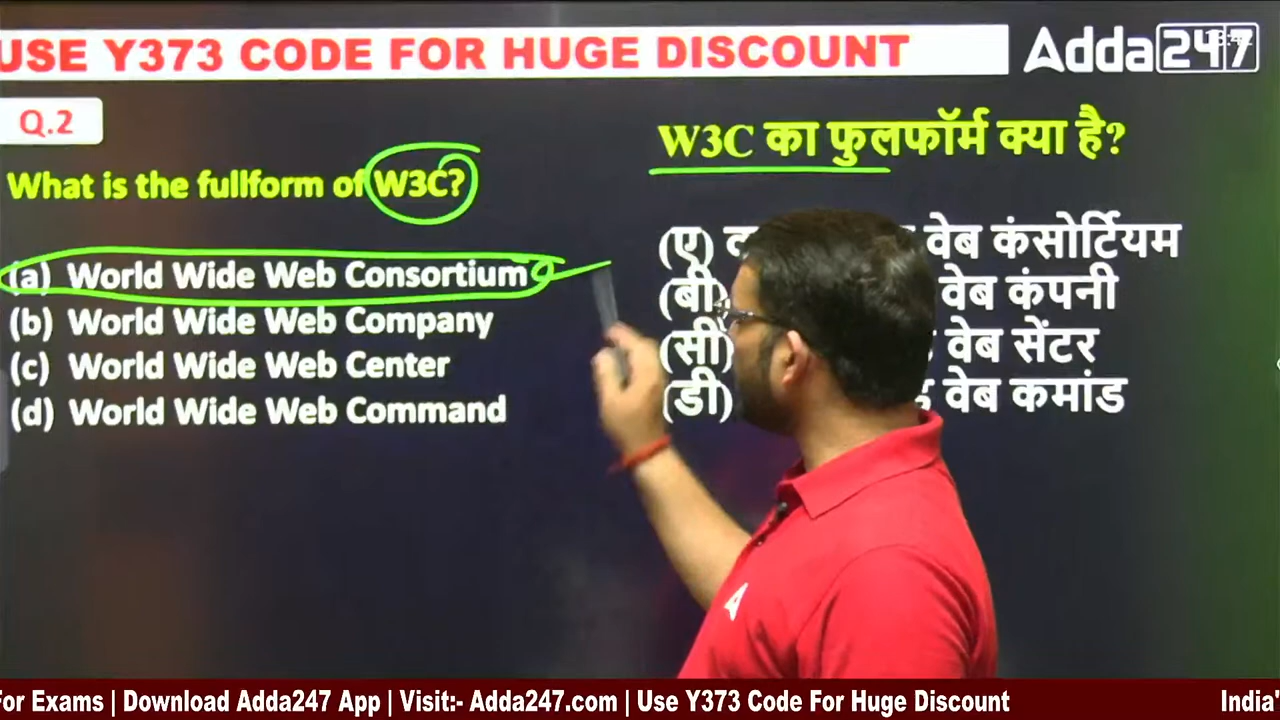 USE Y373 CODE FOR HUGE DISCOUNT
Adda247
Q.2
What is the fullform of W3C?
(a) World Wide Web Consortium
(b) World Wide Web Company
(c) World Wide Web Center
(d) World Wide Web Command
W3C का फुलफॉर्म क्या है?
(ए) वेब कंसोर्टियम
(बी) वेब कंपनी
(सी) वेब सेंटर
(डी) वेब कमांड
For Exams | Download Adda247 App | Visit:- Adda247.com | Use Y373 Code For Huge Discount India'